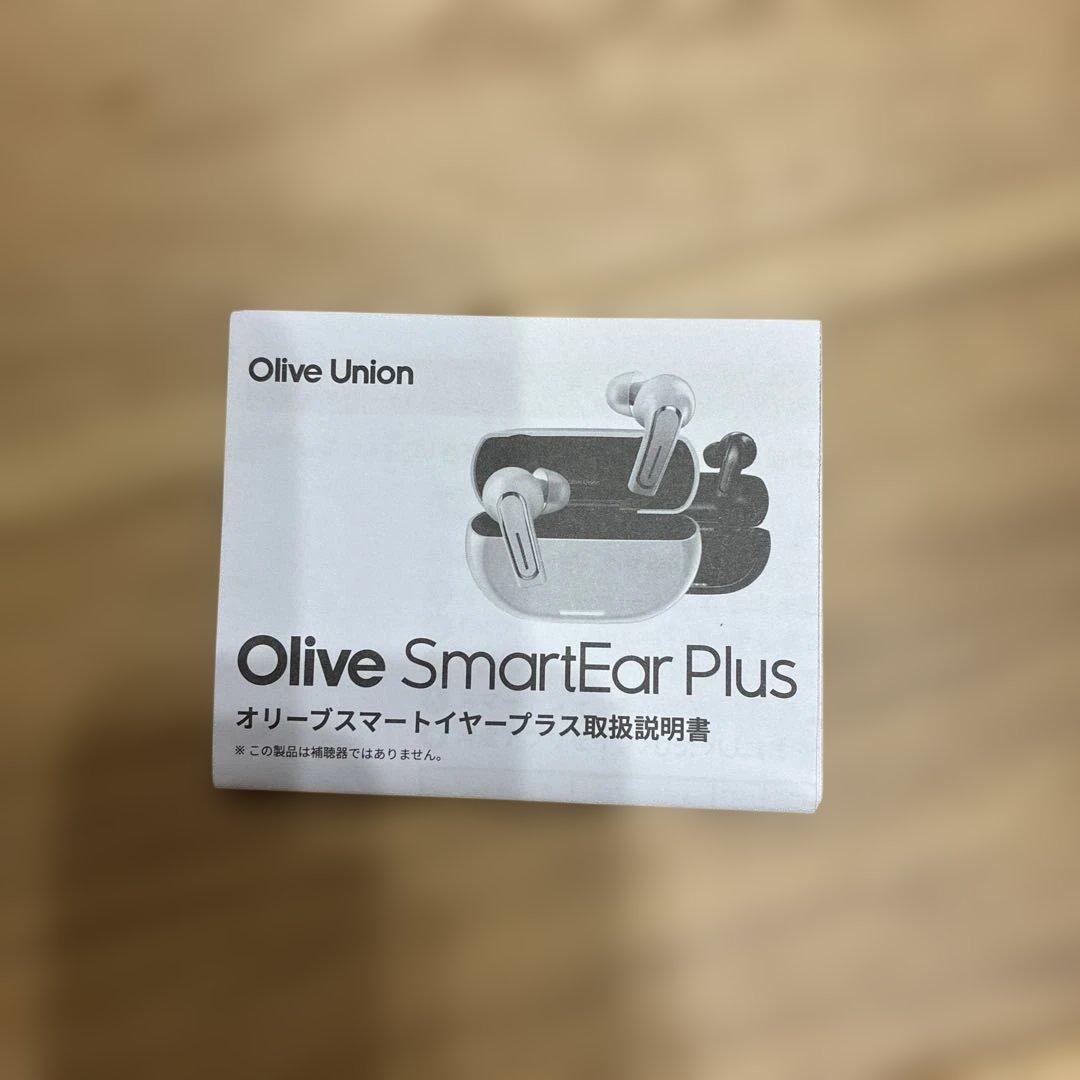 Olive Union
Olive SmartEar Plus
オリーブスマートイヤープラス取扱説明書
※ この製品は補聴器ではありません。